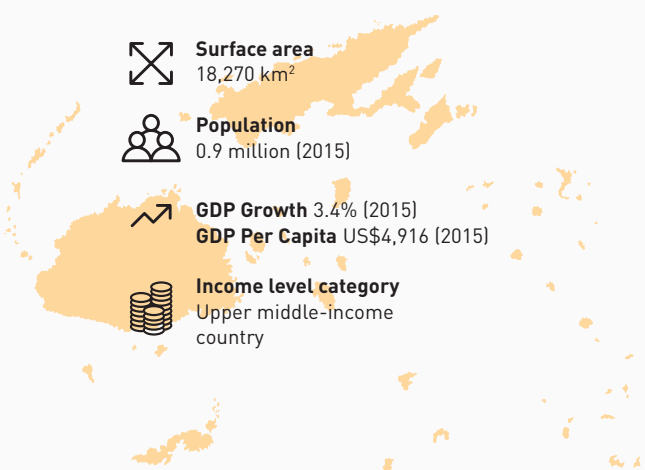 Surface area
18,270 km²
Population
0.9 million (2015)
GDP Growth 3.4% (2015)
GDP Per Capita US$4,916 (2015)
Income level category
Upper middle-income
country